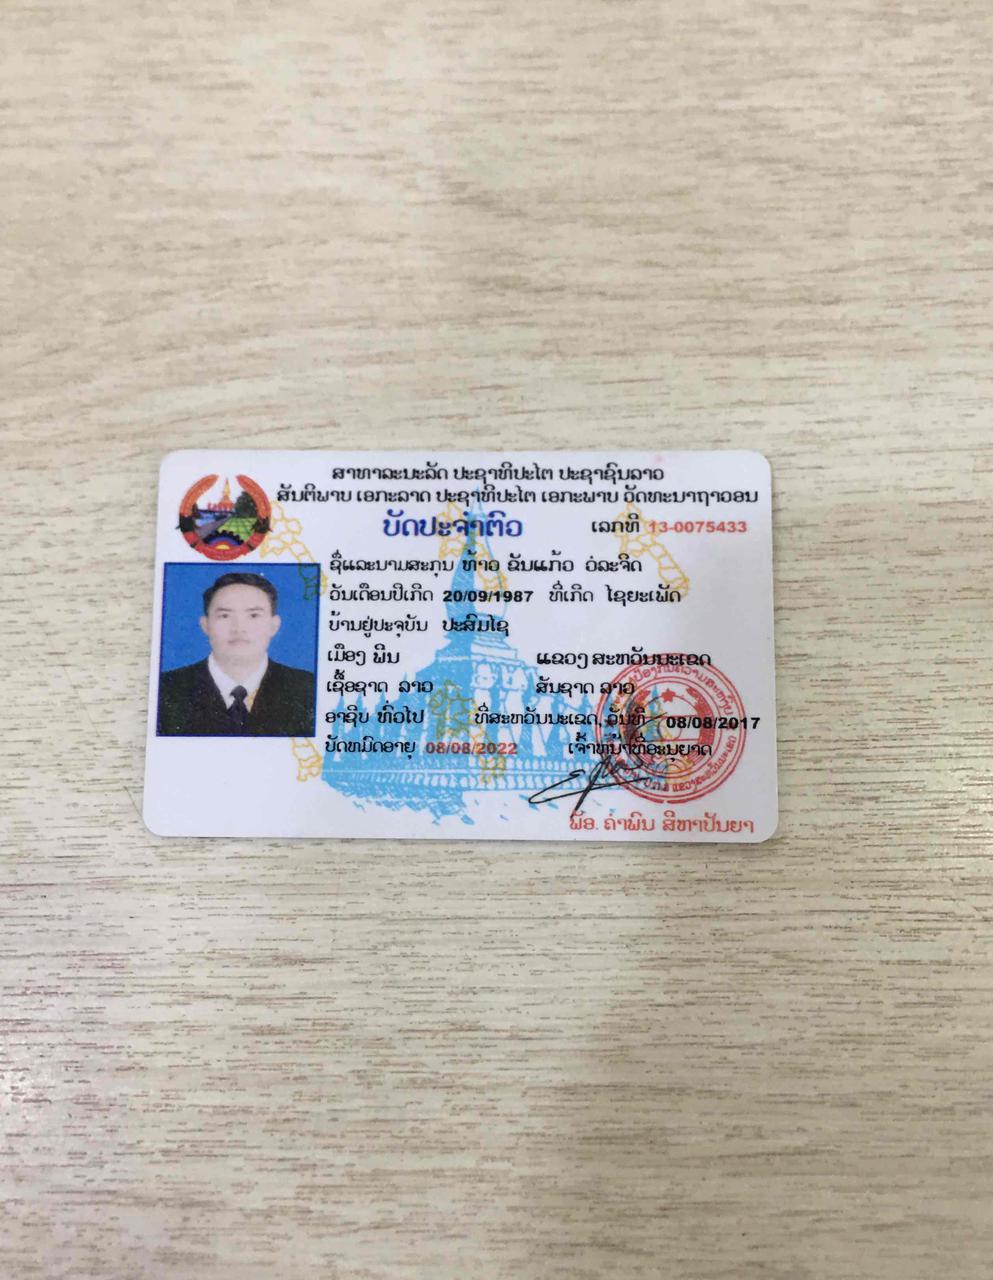 ສາທາລະນະລັດ ປະຊາທິປະໄຕ ປະຊາຊົນລາວ
ສັນຕິພາບ ເອກະລາດ ປະຊາທິປະໄຕ ເອກະພາບ ວັດທະນາຖາວອນ
ບັດປະຈຳຕົວ ເລກທີ 13-0075433
ຊື່ແລະນາມສະກຸນ ທ້າວ ຂັນແກ້ວ ວໍລະຈິດ
ວັນເດືອນປີເກີດ 20/09/1987 ທີ່ເກີດ ໄຊຍະເພັດ
ບ້ານຢູ່ປະຈຸບັນ ປະສົມໄຊ
ເມືອງ ພີນ ແຂວງ ສະຫວັນນະເຂດ
ເຊື້ອຊາດ ລາວ ສັນຊາດ ລາວ
ອາຊີບ ທົ່ວໄປ ທີ່ສະຫວັນນະເຂດ, ວັນທີ 08/08/2017
ບັດຫມົດອາຍຸ 08/08/2022 ເຈົ້າຫນ້າທີ່ອະນຸຍາດ
ພັອ. ຄຳພົນ ສີຫາປັນຍາ